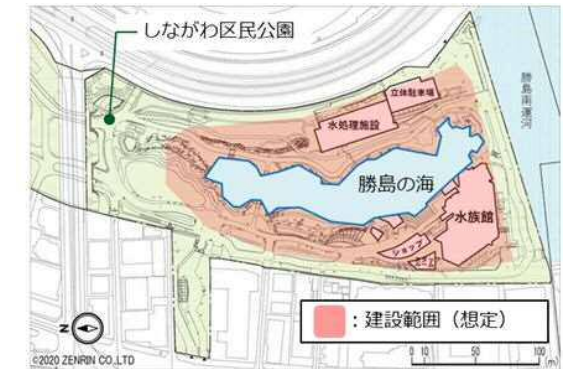 しながわ区民公園
立体駐車場
水処理施設
勝島南運河
勝島の海
水族館
ショップ
：建設範囲（想定）
N
0 10 50 100
(m)
©2020 ZENRIN CO.,LTD